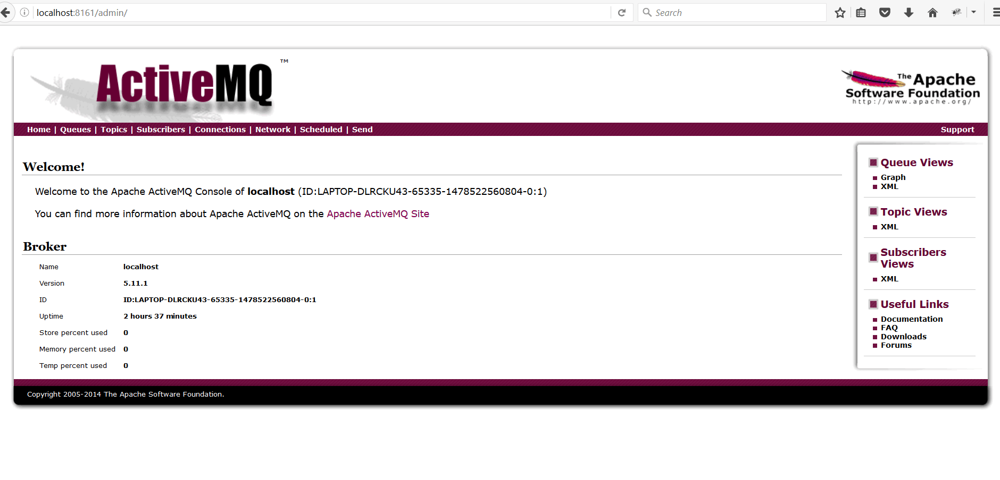 localhost:8161/admin/
Search
ActiveMQ ™
The Apache
Software Foundation
http://www.apache.org/
Home | Queues | Topics | Subscribers | Connections | Network | Scheduled | Send
Support
Welcome!
Welcome to the Apache ActiveMQ Console of localhost (ID:LAPTOP-DLRCKU43-65335-1478522560804-0:1)
You can find more information about Apache ActiveMQ on the Apache ActiveMQ Site
Broker
Name localhost
Version 5.11.1
ID ID:LAPTOP-DLRCKU43-65335-1478522560804-0:1
Uptime 2 hours 37 minutes
Store percent used 0
Memory percent used 0
Temp percent used 0
Queue Views
Graph
XML
Topic Views
XML
Subscribers
Views
XML
Useful Links
Documentation
FAQ
Downloads
Forums
Copyright 2005-2014 The Apache Software Foundation.